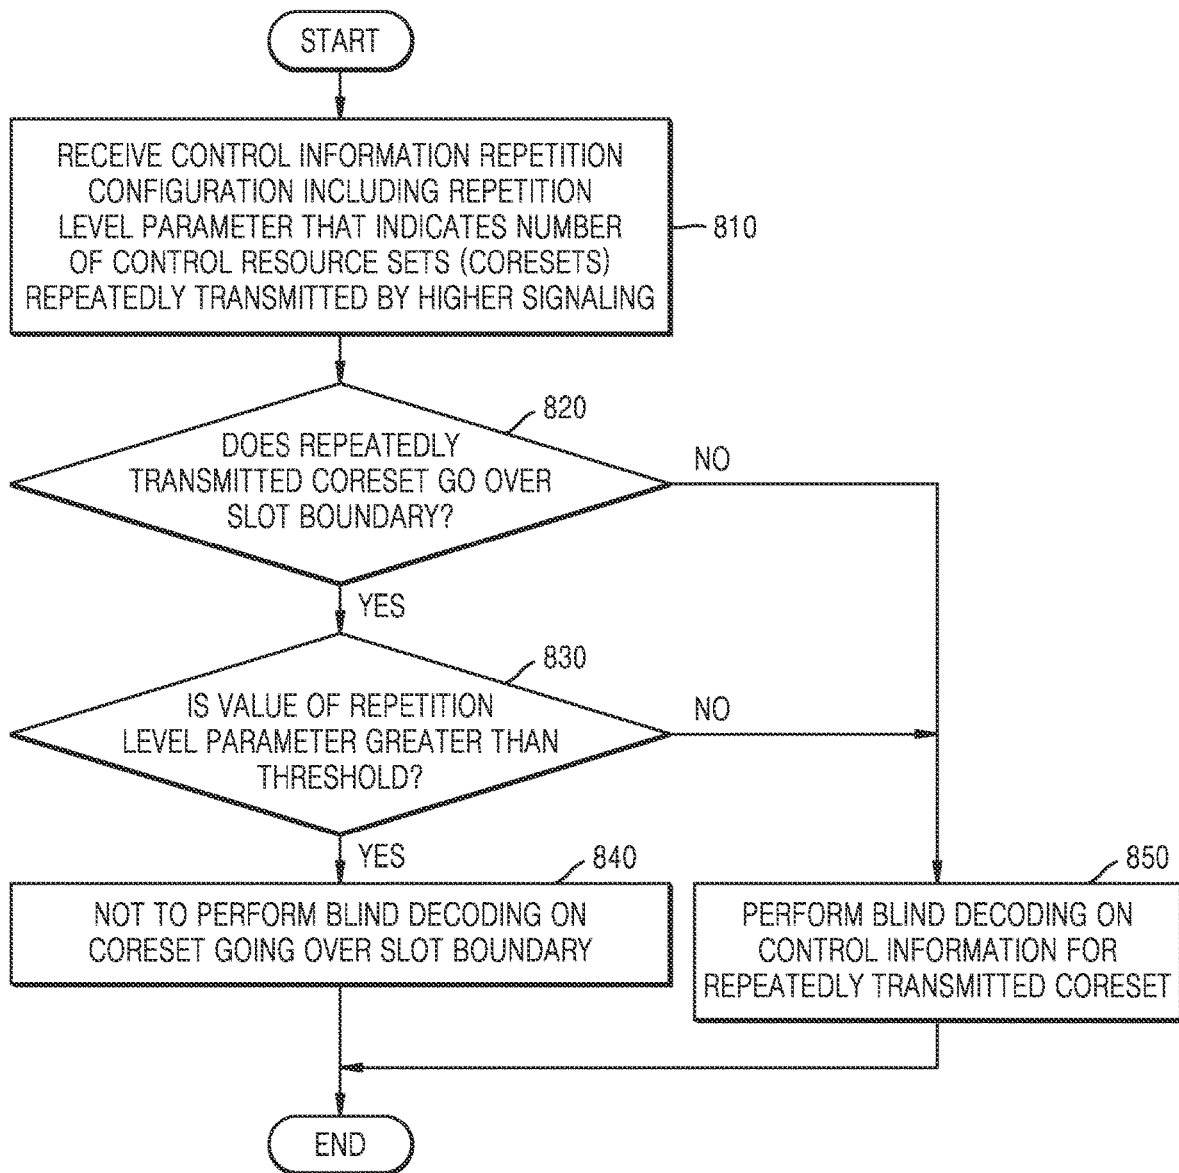 START
RECEIVE CONTROL INFORMATION REPETITION
CONFIGURATION INCLUDING REPETITION
LEVEL PARAMETER THAT INDICATES NUMBER
OF CONTROL RESOURCE SETS (CORESETS)
REPEATEDLY TRANSMITTED BY HIGHER SIGNALING
810
820
DOES REPEATEDLY
TRANSMITTED CORESET GO OVER
SLOT BOUNDARY?
NO
YES
830
IS VALUE OF REPETITION
LEVEL PARAMETER GREATER THAN
THRESHOLD?
NO
YES
840
NOT TO PERFORM BLIND DECODING ON
CORESET GOING OVER SLOT BOUNDARY
850
PERFORM BLIND DECODING ON
CONTROL INFORMATION FOR
REPEATEDLY TRANSMITTED CORESET
END